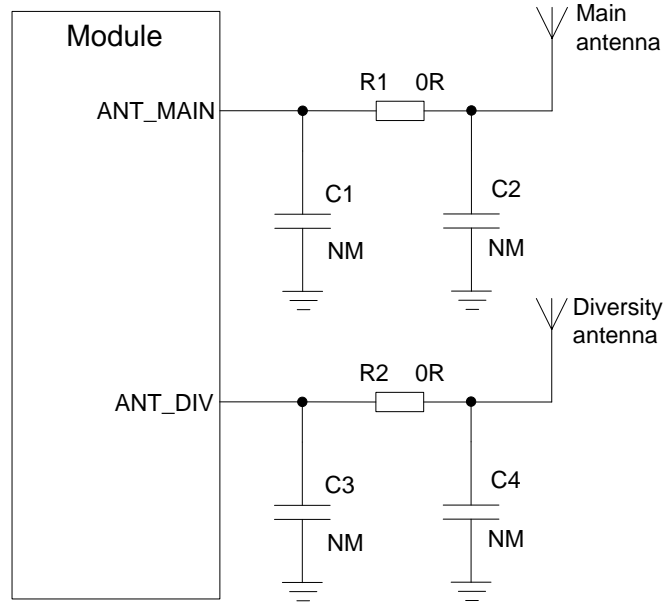 Module
Main
antenna
R1 0R
ANT_MAIN
C1
C2
NM
NM
Diversity
antenna
R2 0R
ANT_DIV
C3
C4
NM
NM